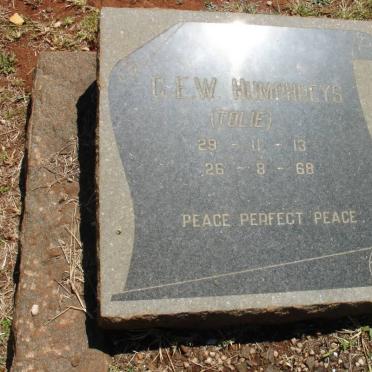 G.E.W. HUMPHREYS
(TOLIE)
29 - 11 - 13
26 - 8 - 68
PEACE PERFECT PEACE.